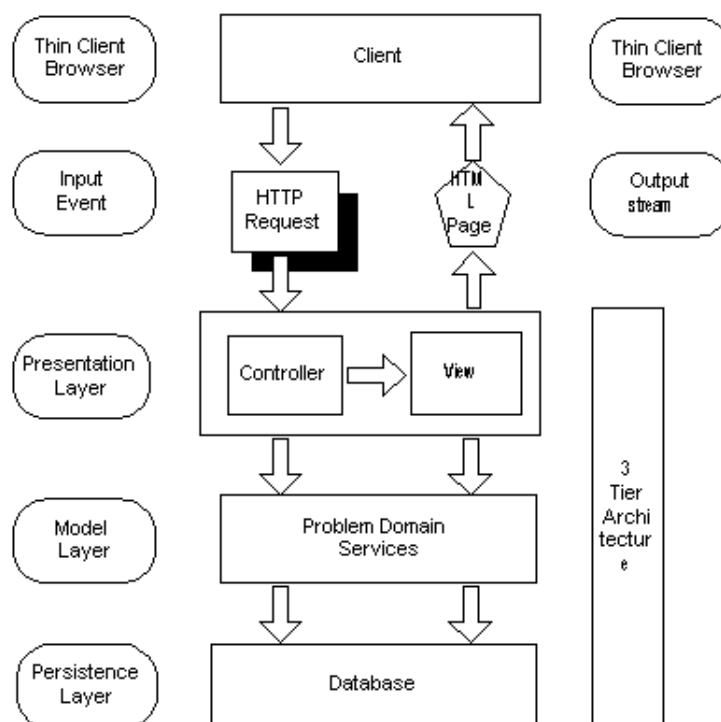 Thin Client
Browser
Client
Thin Client
Browser
Input
Event
HTTP
Request
HTM
L
Page
Output
stream
Presentation
Layer
Controller
View
3
Tier
Archi
tectur
e
Model
Layer
Problem Domain
Services
Persistence
Layer
Database